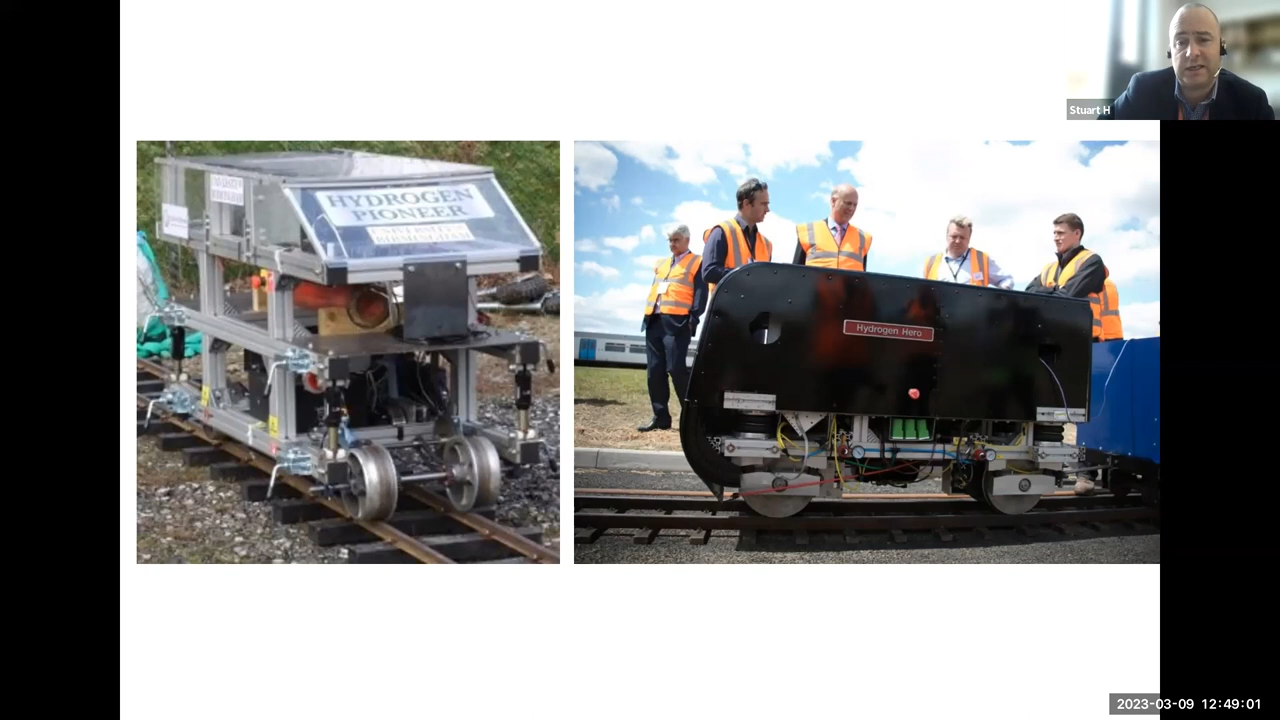 Stuart H
HYDROGEN
PIONEER
UNIVERSITY OF
BIRMINGHAM
Hydrogen Hero
2023-03-09 12:49:01